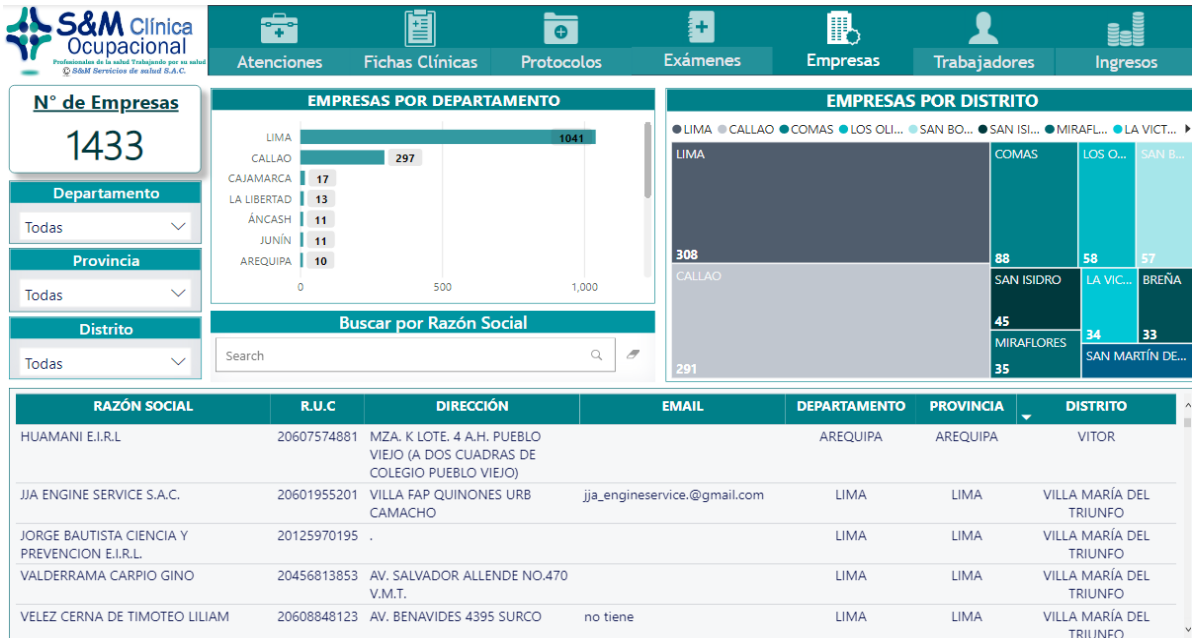 S&M Clínica
Ocupacional
Profesionales de la salud Trabajando por su salud
© S&M Servicios de salud S.A.C.
Atenciones
Fichas Clínicas
Protocolos
Exámenes
Empresas
Trabajadores
Ingresos
N° de Empresas
1433
Departamento
Todas
Provincia
Todas
Distrito
Todas
EMPRESAS POR DEPARTAMENTO
LIMA 1041
CALLAO 297
CAJAMARCA 17
LA LIBERTAD 13
ÁNCASH 11
JUNÍN 11
AREQUIPA 10
0 500 1,000
Buscar por Razón Social
Search
EMPRESAS POR DISTRITO
LIMA CALLAO COMAS LOS OLI... SAN BO... SAN ISI... MIRAFL... LA VICT...
LIMA
308
CALLAO
291
COMAS
88
LOS O...
58
SAN B...
57
SAN ISIDRO
45
LA VIC...
34
BREÑA
33
MIRAFLORES
35
SAN MARTÍN DE...
RAZÓN SOCIAL R.U.C DIRECCIÓN EMAIL DEPARTAMENTO PROVINCIA DISTRITO
HUAMANI E.I.R.L 20607574881 MZA. K LOTE. 4 A.H. PUEBLO AREQUIPA AREQUIPA VITOR
VIEJO (A DOS CUADRAS DE
COLEGIO PUEBLO VIEJO)
JJA ENGINE SERVICE S.A.C. 20601955201 VILLA FAP QUINONES URB jja_engineservice.@gmail.com LIMA LIMA VILLA MARÍA DEL
CAMACHO TRIUNFO
JORGE BAUTISTA CIENCIA Y 20125970195 . LIMA LIMA VILLA MARÍA DEL
PREVENCION E.I.R.L. TRIUNFO
VALDERRAMA CARPIO GINO 20456813853 AV. SALVADOR ALLENDE NO.470 LIMA LIMA VILLA MARÍA DEL
V.M.T. TRIUNFO
VELEZ CERNA DE TIMOTEO LILIAM 20608848123 AV. BENAVIDES 4395 SURCO no tiene LIMA LIMA VILLA MARÍA DEL
TRIUNFO